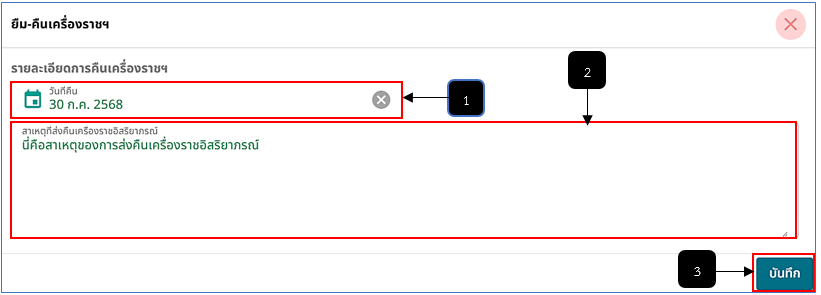 ยืม-คืนเครื่องราชฯ
รายละเอียดการคืนเครื่องราชฯ
วันที่คืน
30 ก.ค. 2568
1
2
สาเหตุที่ส่งคืนเครื่องราชอิสริยาภรณ์
นี่คือสาเหตุของการส่งคืนเครื่องราชอิสริยาภรณ์
3
บันทึก